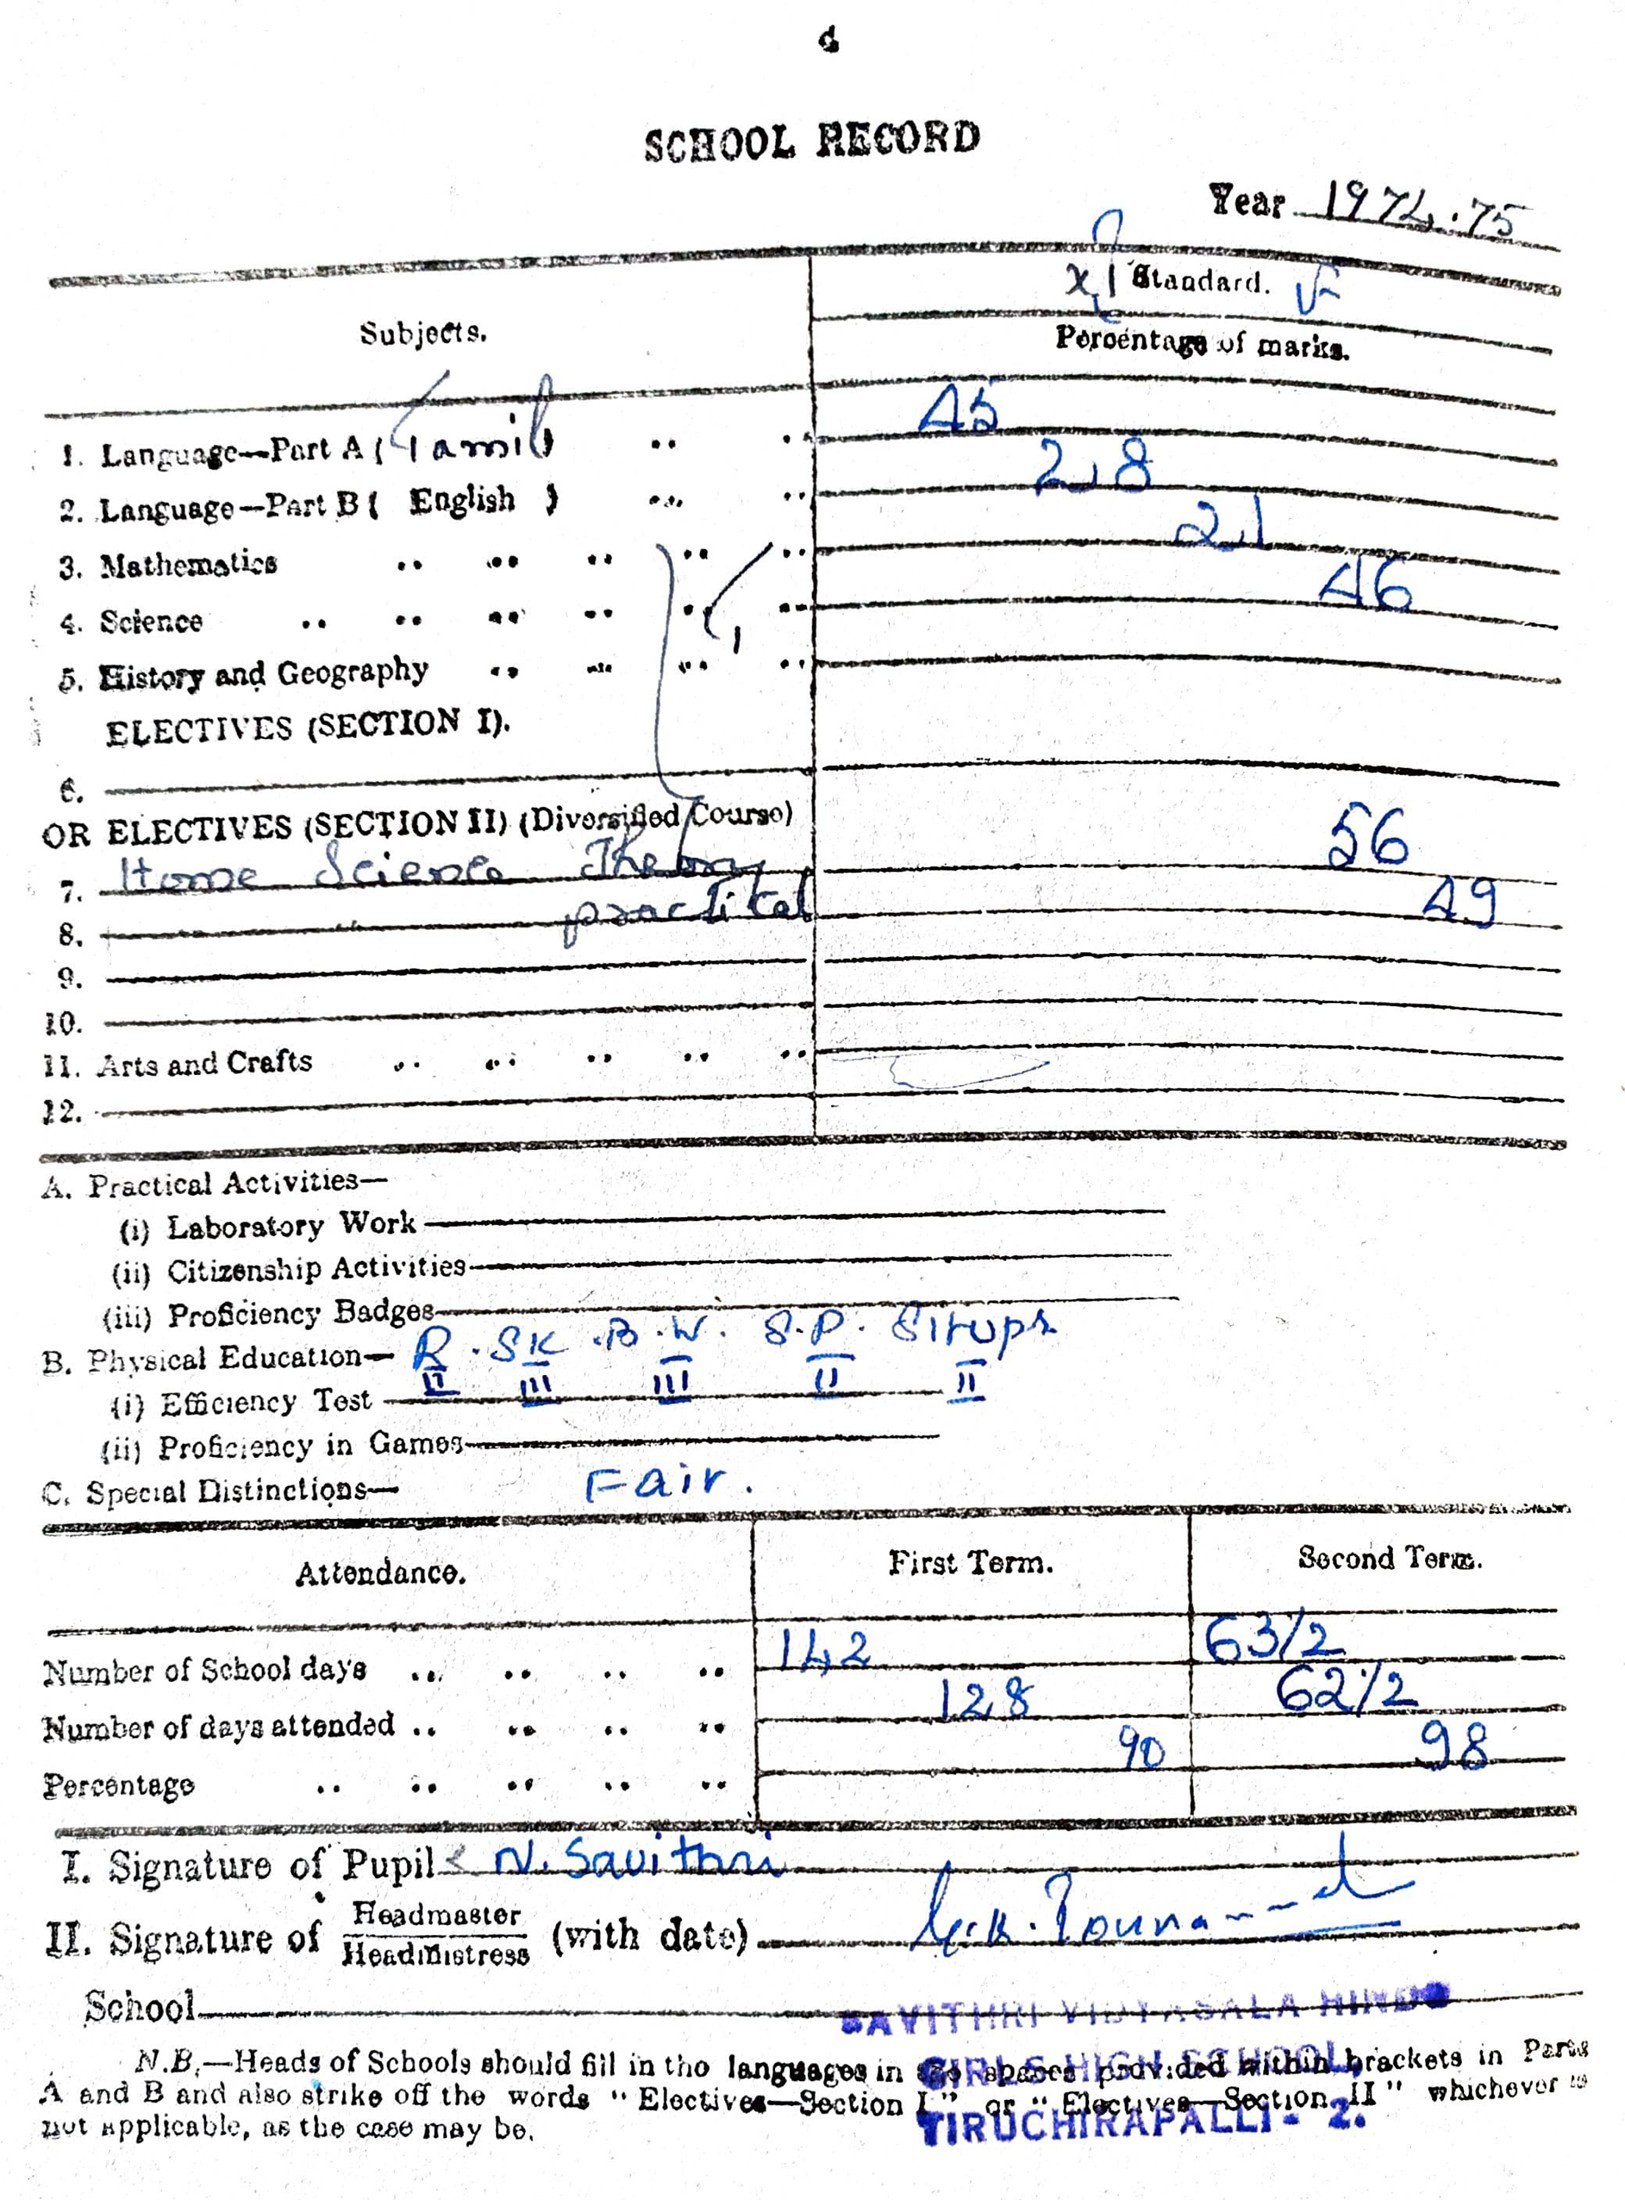 SCHOOL RECORD
Year 1974.75
Subjects.
XI Standard.
Percentage of marks.
1. Language—Part A ( Tamil ) .. .. 45
2. Language—Part B ( English ) .. .. 28
3. Mathematics .. .. .. .. .. 21
4. Science .. .. .. .. .. .. 46
5. History and Geography .. .. .. ..
ELECTIVES (SECTION I).
6.
OR ELECTIVES (SECTION II) (Diversified Course)
7. Home Science Theory 56
8. practical 49
9.
10.
11. Arts and Crafts .. .. .. .. ..
12.
A. Practical Activities—
(i) Laboratory Work
(ii) Citizenship Activities
(iii) Proficiency Badges
B. Physical Education— R . SK . B.W. S.P. Situps
(i) Efficiency Test II III III II II
(ii) Proficiency in Games
C. Special Distinctions— Fair.
Attendance. First Term. Second Term.
Number of School days .. .. .. .. 142 63/2
Number of days attended .. .. .. .. 128 62/2
Percentage .. .. .. .. .. 90 98
I. Signature of Pupil N. Savithri
II. Signature of Headmaster
Headmistress (with date)
School
SAVITHRI VIDYASALA HINDU
GIRLS HIGH SCHOOL,
TIRUCHIRAPALLI - 2.
N.B.—Heads of Schools should fill in the languages in the spaces provided within brackets in Parts
A and B and also strike off the words " Electives—Section I " or " Electives—Section II " whichever is
not applicable, as the case may be.